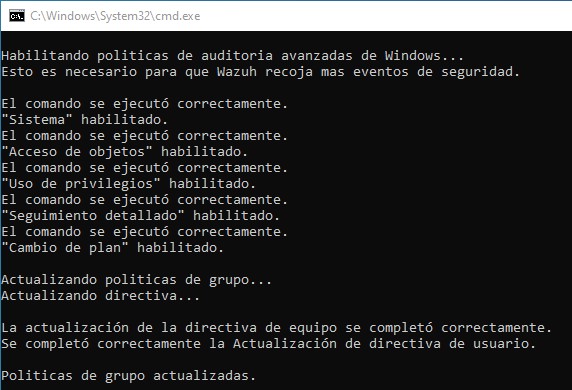 C:\Windows\System32\cmd.exe
Habilitando politicas de auditoria avanzadas de Windows...
Esto es necesario para que Wazuh recoja mas eventos de seguridad.
El comando se ejecutó correctamente.
"Sistema" habilitado.
El comando se ejecutó correctamente.
"Acceso de objetos" habilitado.
El comando se ejecutó correctamente.
"Uso de privilegios" habilitado.
El comando se ejecutó correctamente.
"Seguimiento detallado" habilitado.
El comando se ejecutó correctamente.
"Cambio de plan" habilitado.
Actualizando politicas de grupo...
Actualizando directiva...
La actualización de la directiva de equipo se completó correctamente.
Se completó correctamente la Actualización de directiva de usuario.
Politicas de grupo actualizadas.